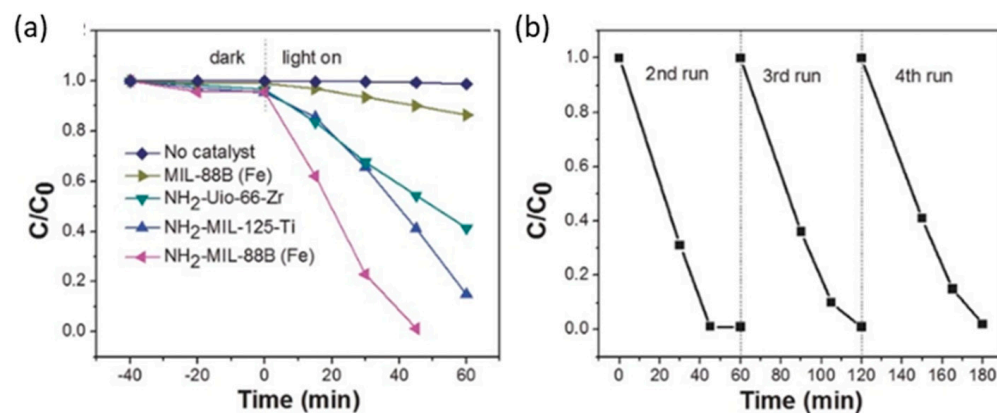 (a)
dark
light on
1.0
0.8
0.6
0.4
0.2
0.0
C/C0
No catalyst
MIL-88B (Fe)
NH2-Uio-66-Zr
NH2-MIL-125-Ti
NH2-MIL-88B (Fe)
-40 -20 0 20 40 60
Time (min)
(b)
2nd run
3rd run
4th run
1.0
0.8
0.6
0.4
0.2
0.0
C/C0
0 20 40 60 80 100 120 140 160 180
Time (min)